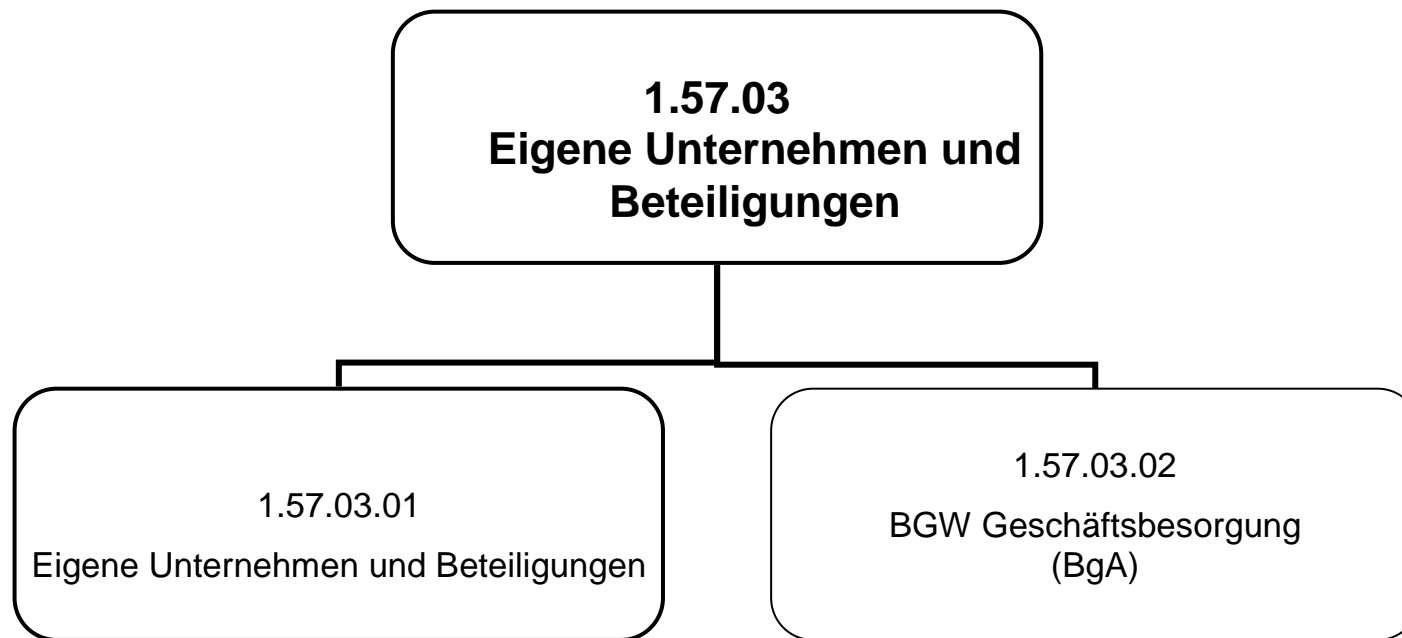 1.57.03
Eigene Unternehmen und
Beteiligungen
1.57.03.01
Eigene Unternehmen und Beteiligungen
1.57.03.02
BGW Geschäftsbesorgung
(BgA)